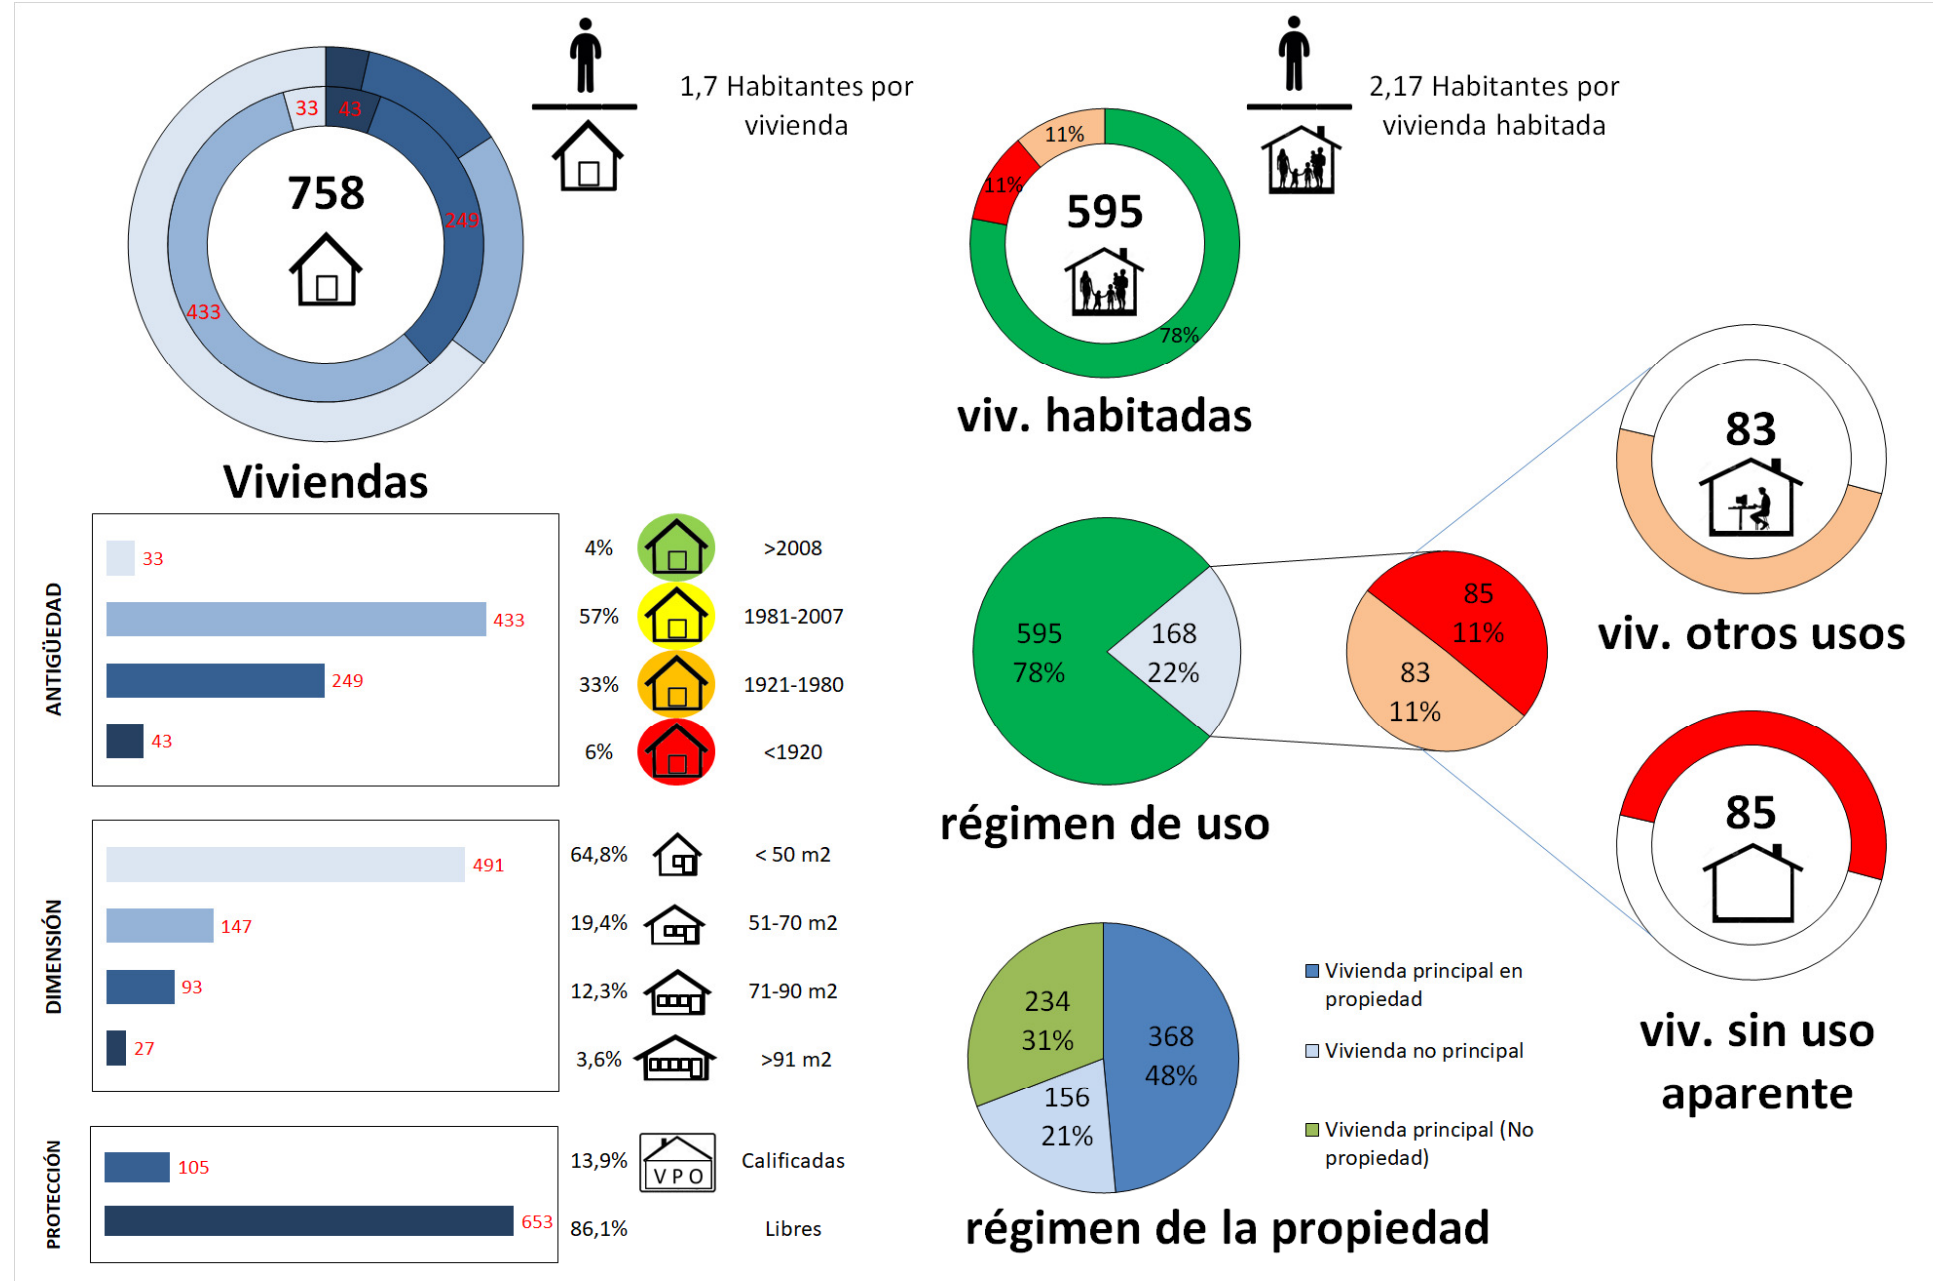 33
43
249
433
758
Viviendas
1,7 Habitantes por
vivienda
11%
11%
78%
595
viv. habitadas
2,17 Habitantes por
vivienda habitada
ANTIGÜEDAD
33
4%
>2008
433
57%
1981-2007
249
33%
1921-1980
43
6%
<1920
DIMENSIÓN
491
64,8%
< 50 m2
147
19,4%
51-70 m2
93
12,3%
71-90 m2
27
3,6%
>91 m2
PROTECCIÓN
105
13,9%
VPO
Calificadas
653
86,1%
Libres
595
78%
168
22%
85
11%
83
11%
régimen de uso
83
viv. otros usos
85
viv. sin uso
aparente
234
31%
368
48%
156
21%
Vivienda principal en
propiedad
Vivienda no principal
Vivienda principal (No
propiedad)
régimen de la propiedad